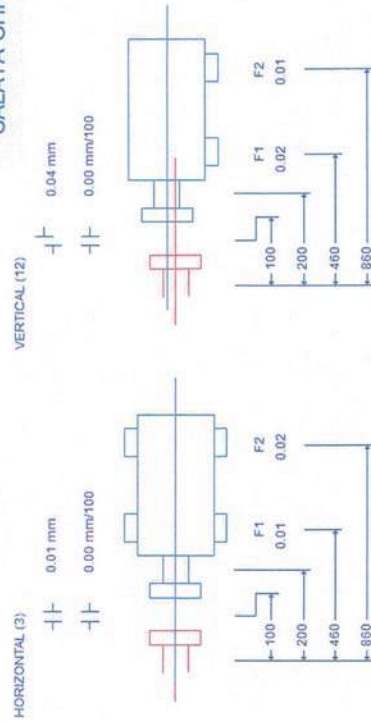 HORIZONTAL (3)
0.01 mm
0.00 mm/100
F1 F2
0.01 0.02
100
200
460
860
VERTICAL (12)
0.04 mm
0.00 mm/100
F1 F2
0.02 0.01
100
200
460
860